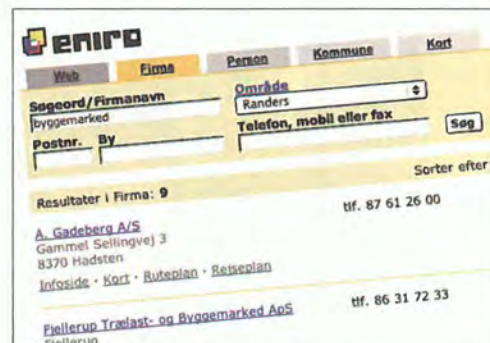 eniro
Web Firma Person Kommune Kort
Søgeord/Firmanavn Område
byggemarked Randers
Postnr. By Telefon, mobil eller fax
Søg
Resultater i Firma: 9 Sorter efter
A. Gadeberg A/S tlf. 87 61 26 00
Gammel Sellingvej 3
8370 Hadsten
Infoside · Kort · Ruteplan · Rejseplan
Fjellerup Trælast- og Byggemarked ApS tlf. 86 31 72 33
Fjellerup